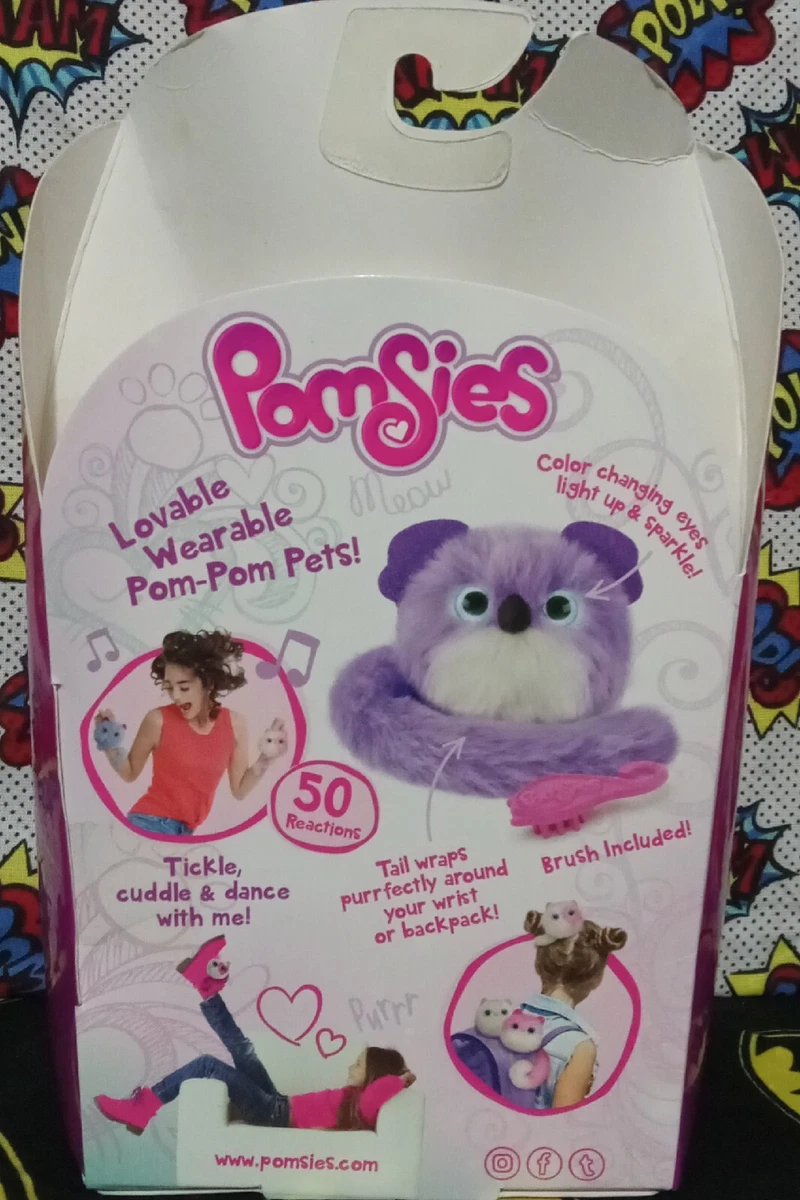 Pomsies
Meow
Lovable
Wearable
Pom-Pom Pets!
Color changing eyes
light up & sparkle!
50
Reactions
Tickle,
cuddle & dance
with me!
Tail wraps
purrfectly around
your wrist
or backpack!
Brush Included!
Purrr
www.pomsies.com
POW!